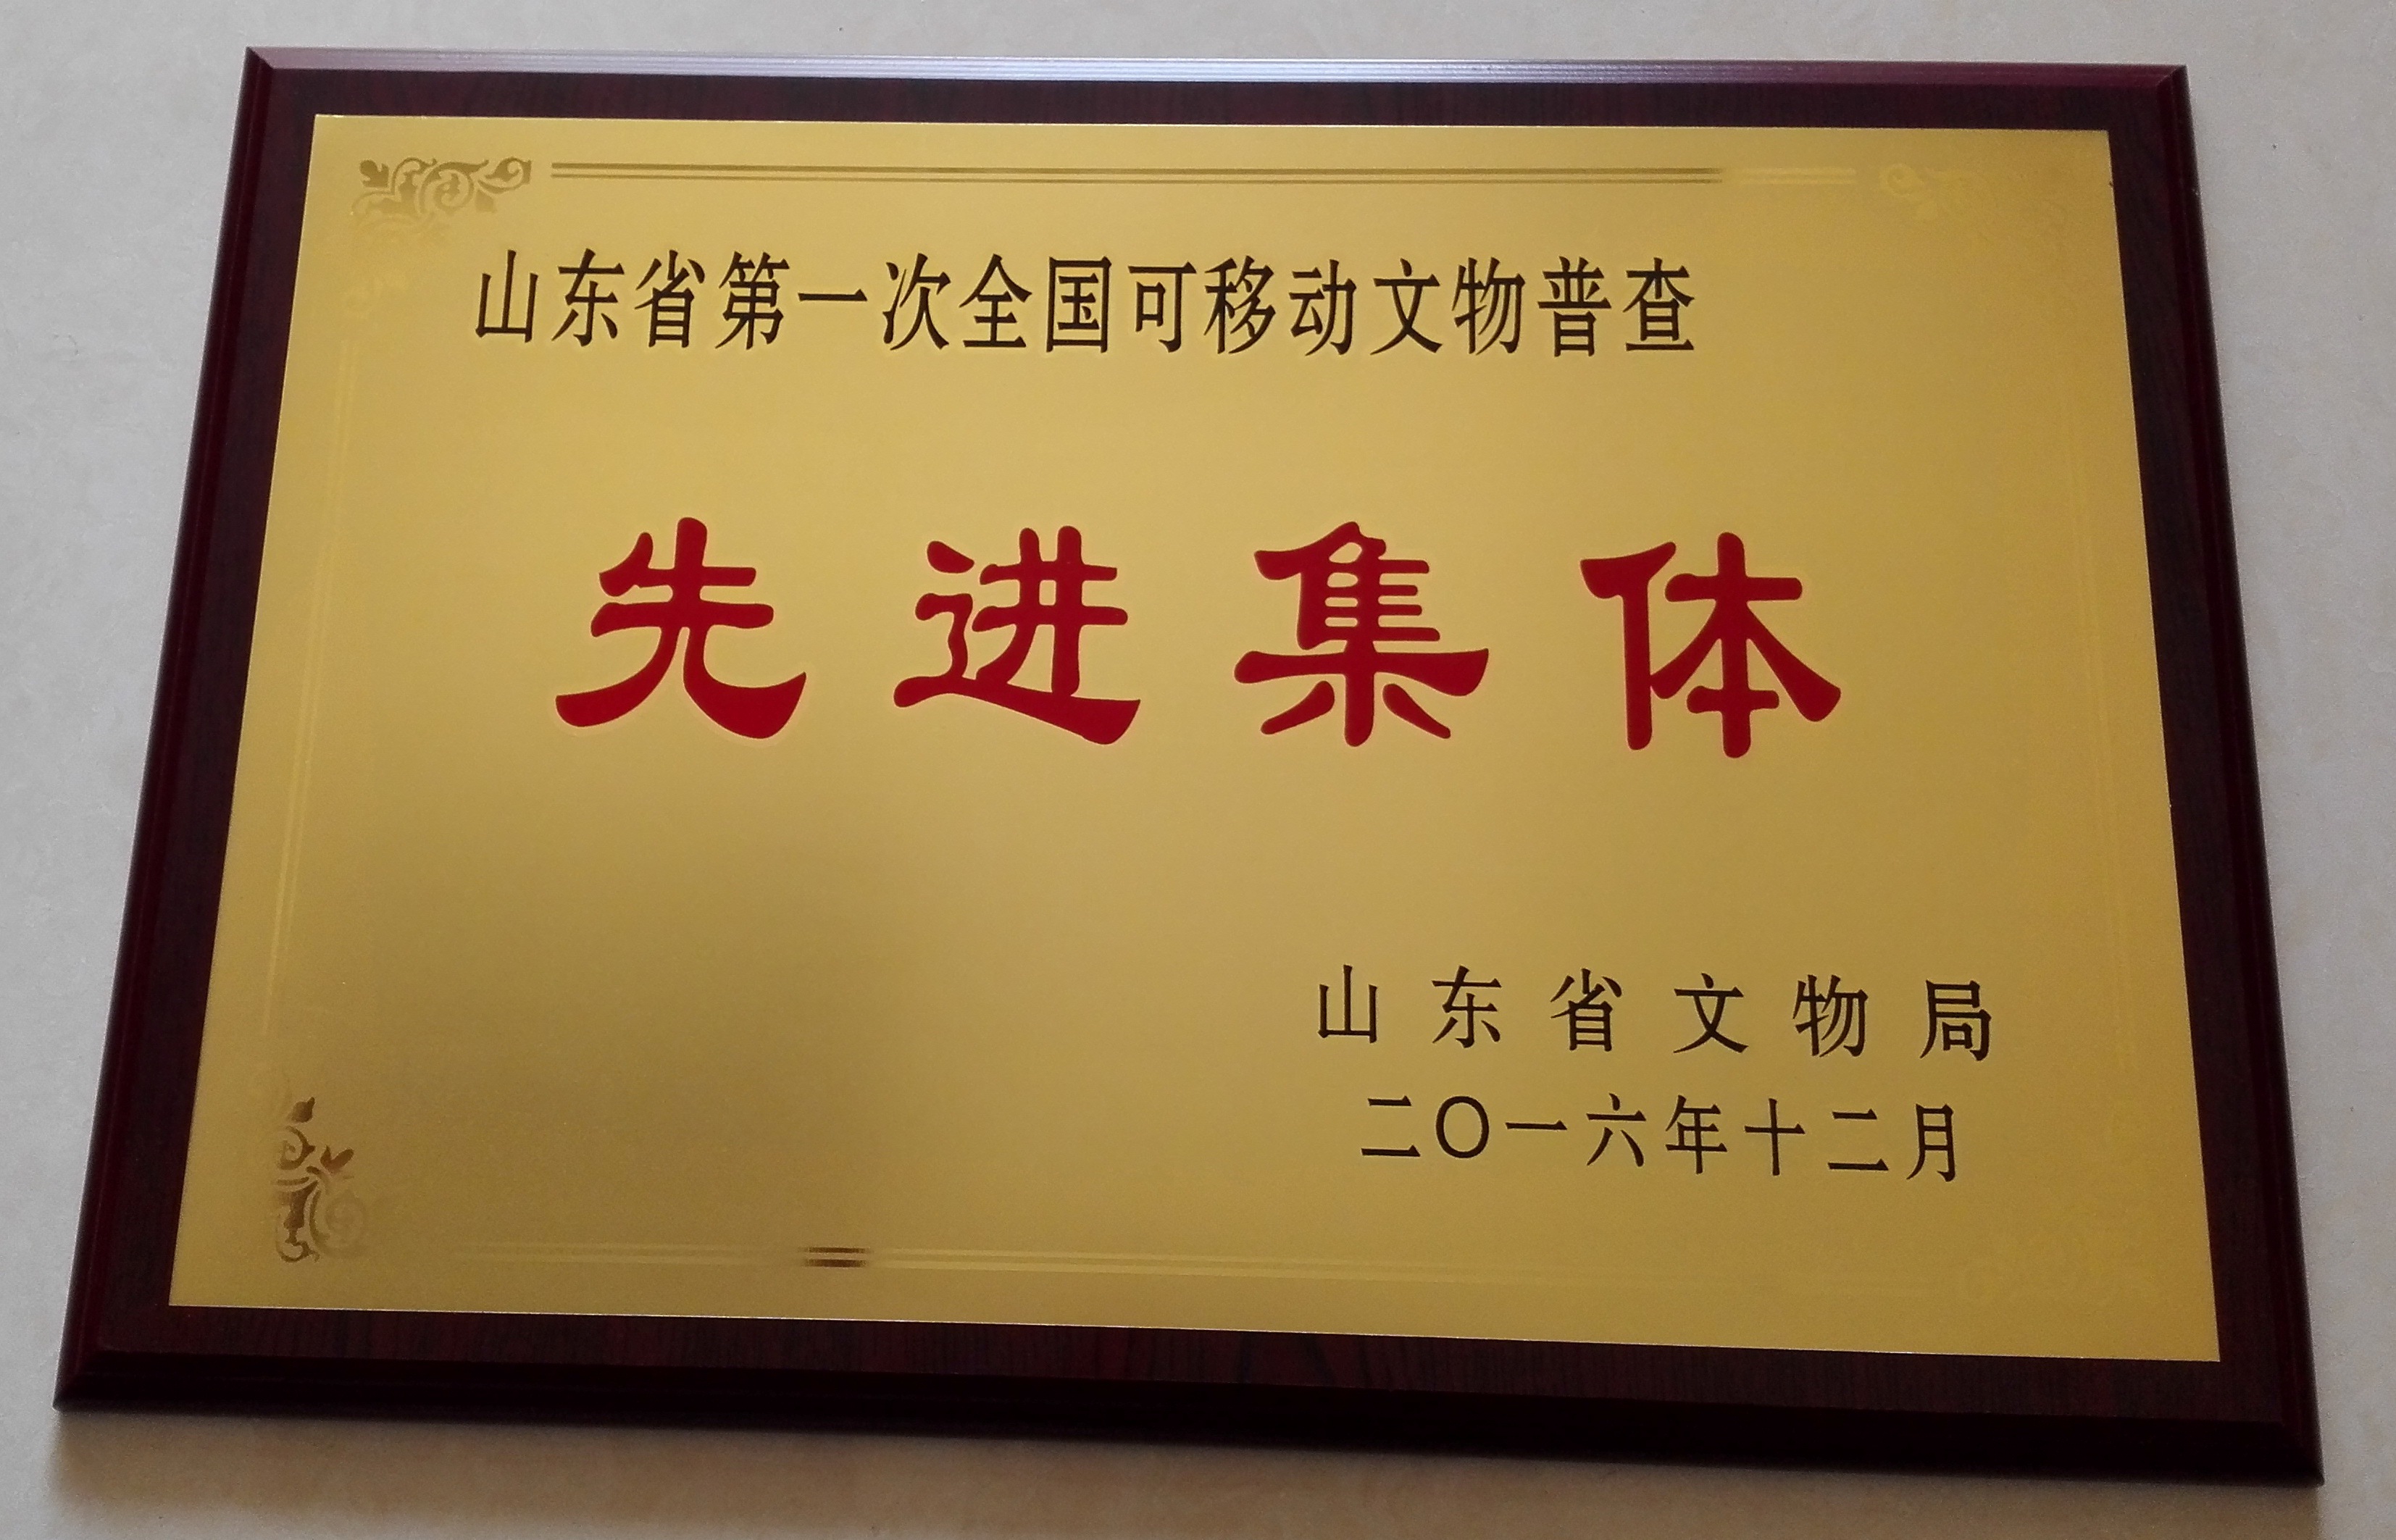 山东省第一次全国可移动文物普查
先进集体
山东省文物局
二〇一六年十二月